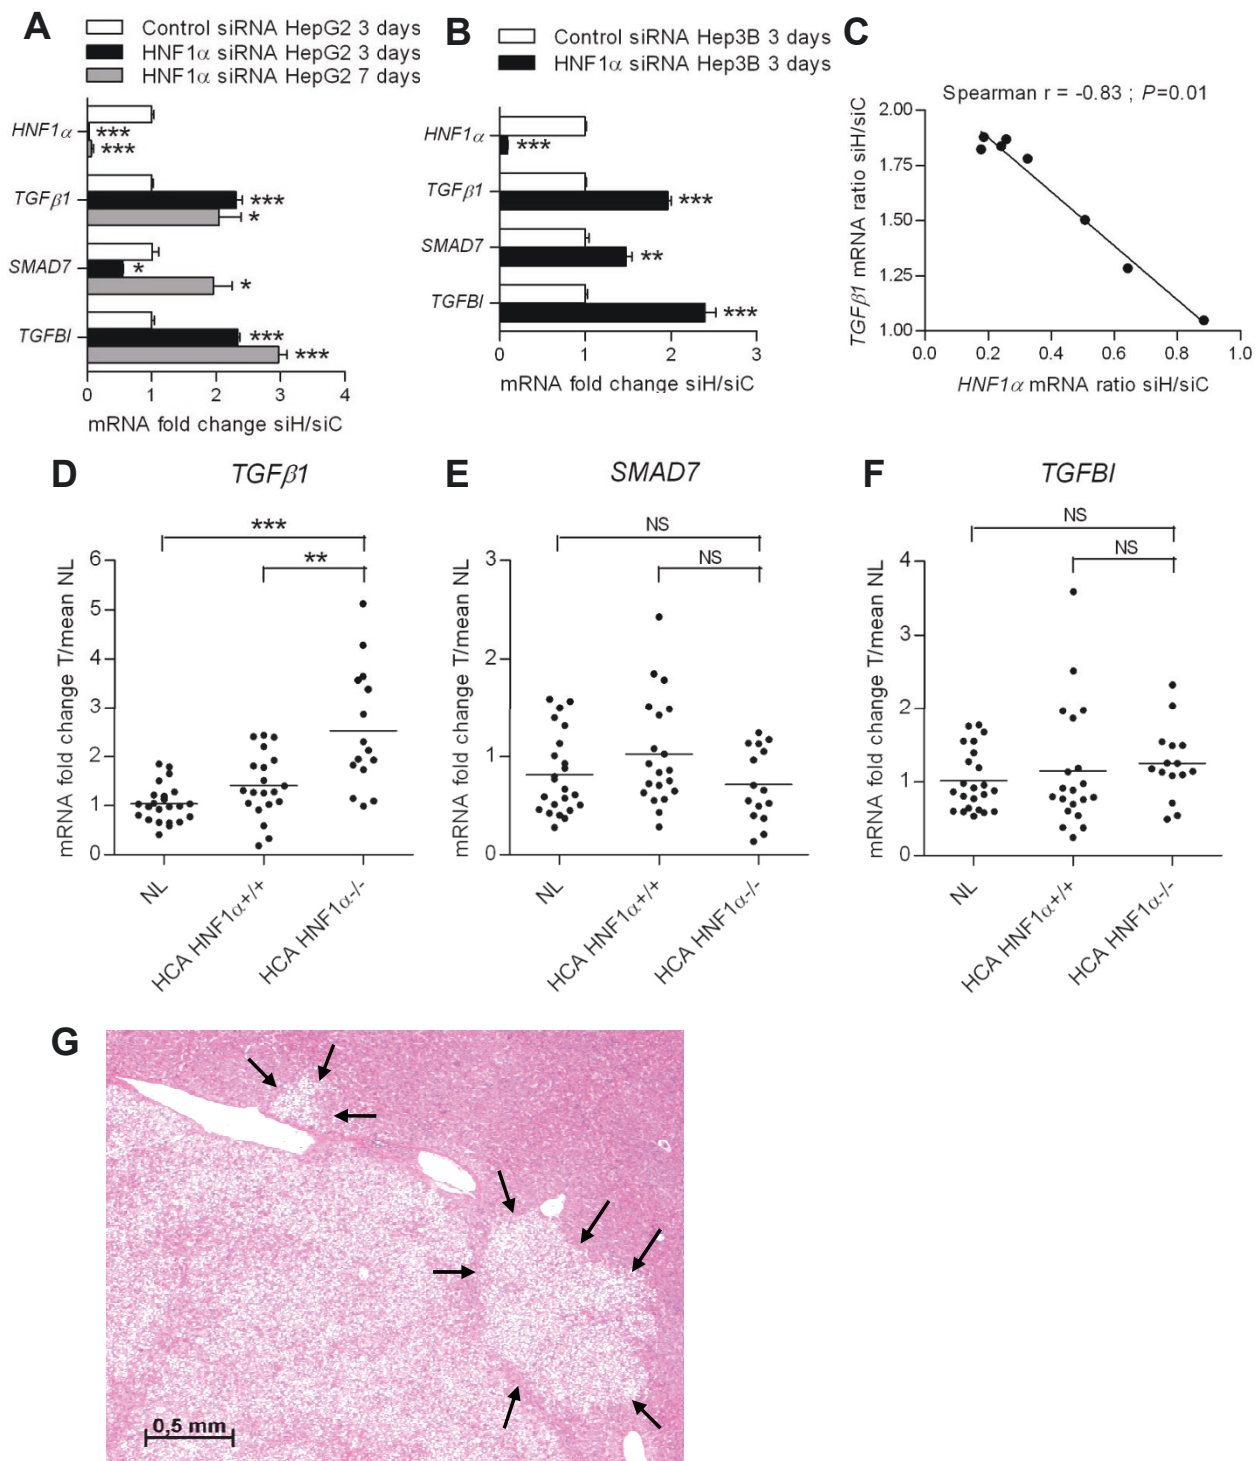 A
Control siRNA HepG2 3 days
HNF1α siRNA HepG2 3 days
HNF1α siRNA HepG2 7 days
HNF1α
***
***
TGFβ1
***
*
SMAD7
*
*
TGFBI
***
***
0 1 2 3 4
mRNA fold change siH/siC
B
Control siRNA Hep3B 3 days
HNF1α siRNA Hep3B 3 days
HNF1α
***
TGFβ1
***
SMAD7
**
TGFBI
***
0 1 2 3
mRNA fold change siH/siC
C
Spearman r = -0.83 ; P=0.01
TGFβ1 mRNA ratio siH/siC
2.00
1.75
1.50
1.25
1.00
0.0 0.2 0.4 0.6 0.8 1.0
HNF1α mRNA ratio siH/siC
D
TGFβ1
***
**
mRNA fold change T/mean NL
6
5
4
3
2
1
0
NL
HCA HNF1α+/+
HCA HNF1α-/-
E
SMAD7
NS
NS
mRNA fold change T/mean NL
3
2
1
0
NL
HCA HNF1α+/+
HCA HNF1α-/-
F
TGFBI
NS
NS
mRNA fold change T/mean NL
4
3
2
1
0
NL
HCA HNF1α+/+
HCA HNF1α-/-
G
0,5 mm